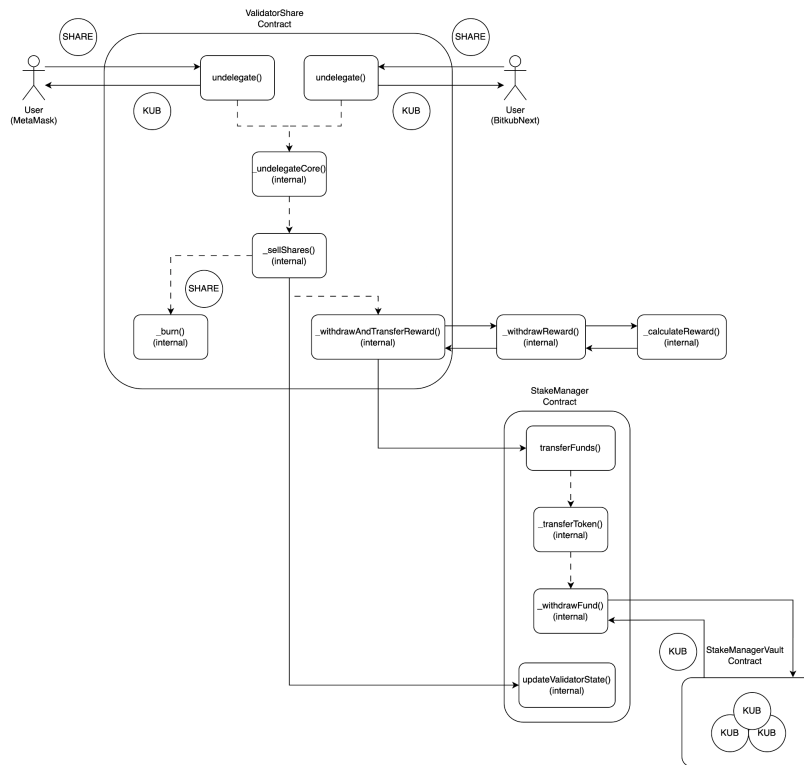 ValidatorShare
Contract
SHARE
SHARE
undelegate()
undelegate()
User
(MetaMask)
KUB
KUB
User
(BitkubNext)
_undelegateCore()
(internal)
_sellShares()
(internal)
SHARE
_burn()
(internal)
_withdrawAndTransferReward()
(internal)
_withdrawReward()
(internal)
_calculateReward()
(internal)
StakeManager
Contract
transferFunds()
_transferToken()
(internal)
_withdrawFund()
(internal)
KUB
StakeManagerVault
Contract
updateValidatorState()
(internal)
KUB
KUB
KUB